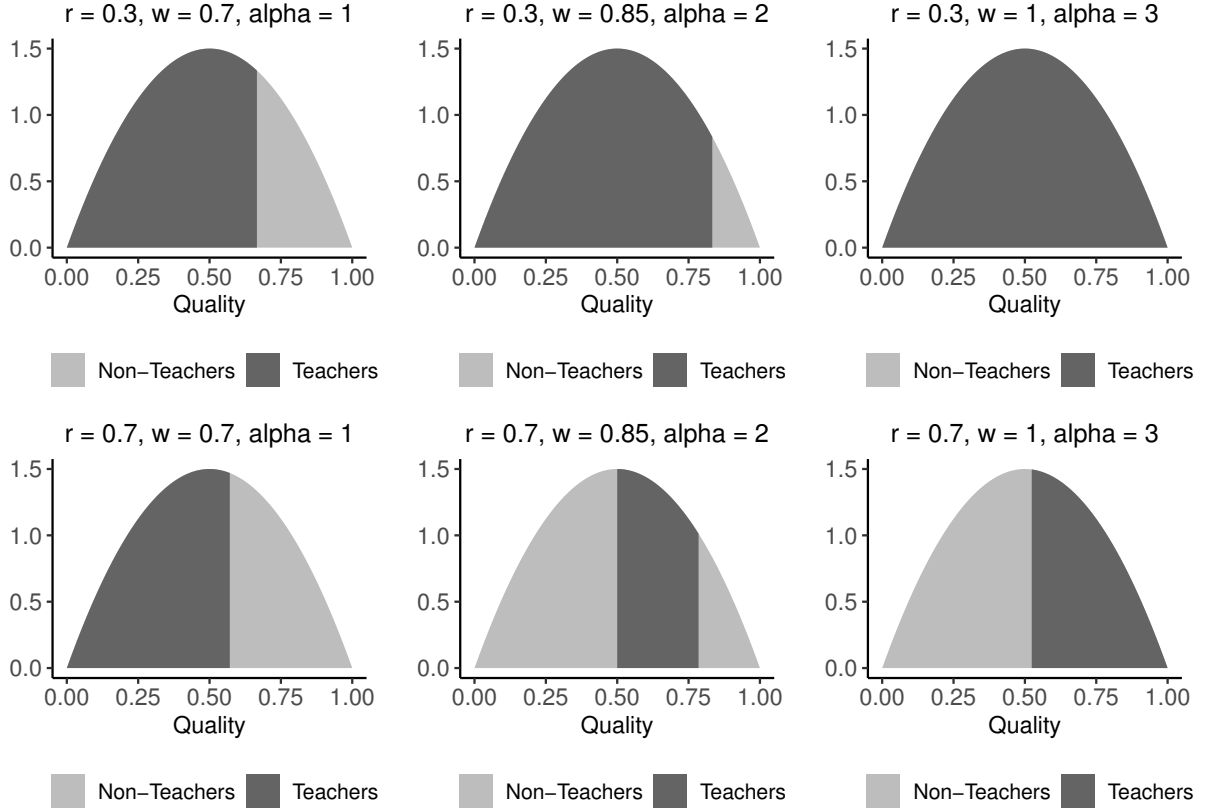 r = 0.3, w = 0.7, alpha = 1
1.5
1.0
0.5
0.0
0.00 0.25 0.50 0.75 1.00
Quality
Non−Teachers Teachers
r = 0.3, w = 0.85, alpha = 2
1.5
1.0
0.5
0.0
0.00 0.25 0.50 0.75 1.00
Quality
Non−Teachers Teachers
r = 0.3, w = 1, alpha = 3
1.5
1.0
0.5
0.0
0.00 0.25 0.50 0.75 1.00
Quality
Non−Teachers Teachers
r = 0.7, w = 0.7, alpha = 1
1.5
1.0
0.5
0.0
0.00 0.25 0.50 0.75 1.00
Quality
Non−Teachers Teachers
r = 0.7, w = 0.85, alpha = 2
1.5
1.0
0.5
0.0
0.00 0.25 0.50 0.75 1.00
Quality
Non−Teachers Teachers
r = 0.7, w = 1, alpha = 3
1.5
1.0
0.5
0.0
0.00 0.25 0.50 0.75 1.00
Quality
Non−Teachers Teachers